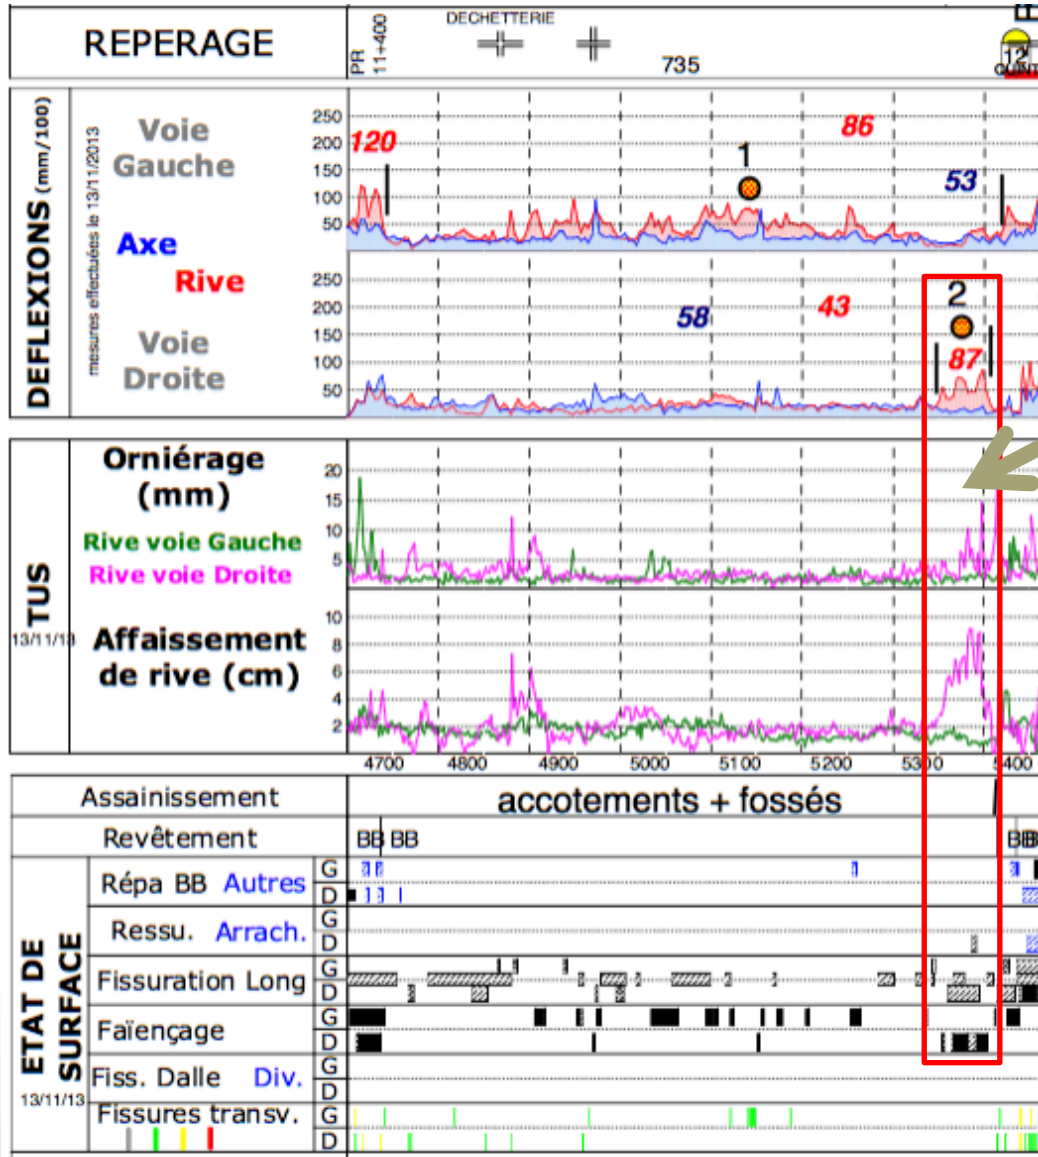 REPERAGE
PR 11+400
DECHETTERIE
735
12
DEFLEXIONS (mm/100)
mesures effectuées le 13/11/2013
Voie
Gauche
Axe
Rive
Voie
Droite
250
200
150
100
50
120
1
86
53
250
200
150
100
50
58
43
2
87
TUS
13/11/13
Orniérage
(mm)
Rive voie Gauche
Rive voie Droite
20
15
10
5
Affaissement
de rive (cm)
10
8
6
4
2
4700 4800 4900 5000 5100 5200 5300 5400
Assainissement
accotements + fossés
Revêtement
BB BB
ETAT DE
SURFACE
13/11/13
Répa BB Autres
G
D
Ressu. Arrach.
G
D
Fissuration Long
G
D
Faïençage
G
D
Fiss. Dalle Div.
G
D
Fissures transv.
G
D